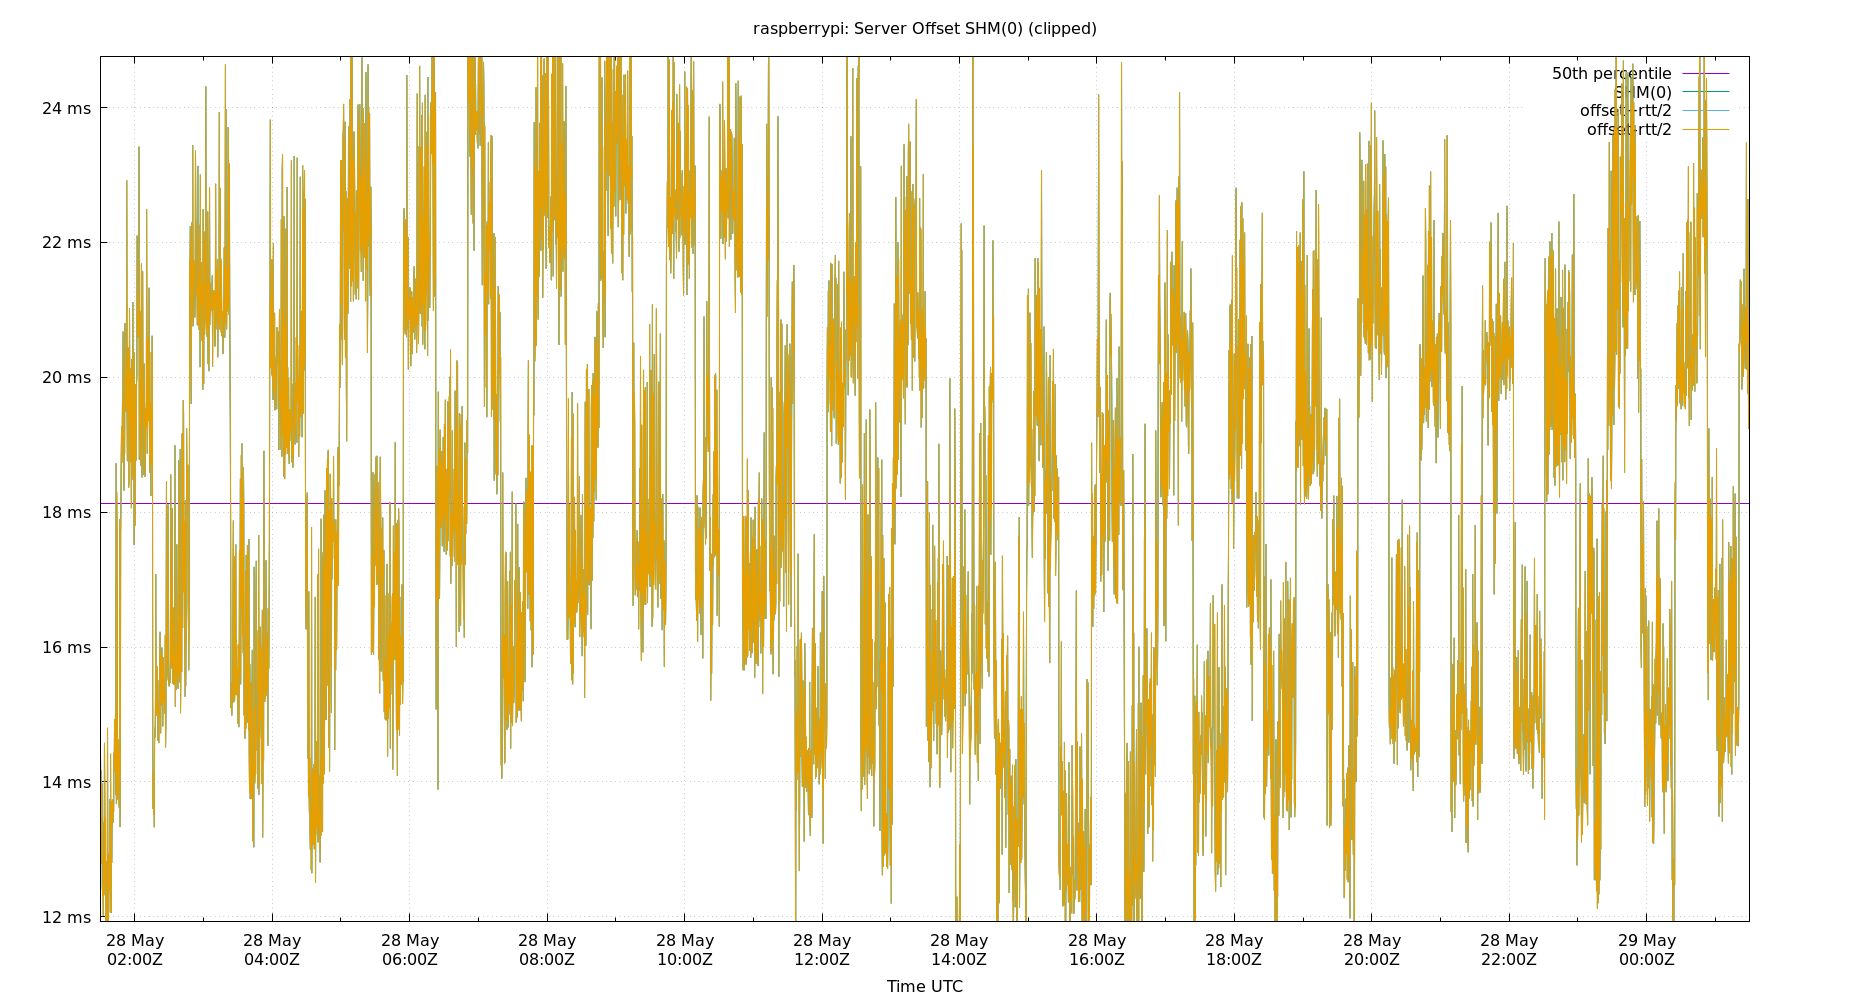 raspberrypi: Server Offset SHM(0) (clipped)
50th percentile
SHM(0)
offset+rtt/2
offset-rtt/2
24 ms
22 ms
20 ms
18 ms
16 ms
14 ms
12 ms
28 May 28 May 28 May 28 May 28 May 28 May 28 May 28 May 28 May 28 May 28 May 29 May
02:00Z 04:00Z 06:00Z 08:00Z 10:00Z 12:00Z 14:00Z 16:00Z 18:00Z 20:00Z 22:00Z 00:00Z
Time UTC